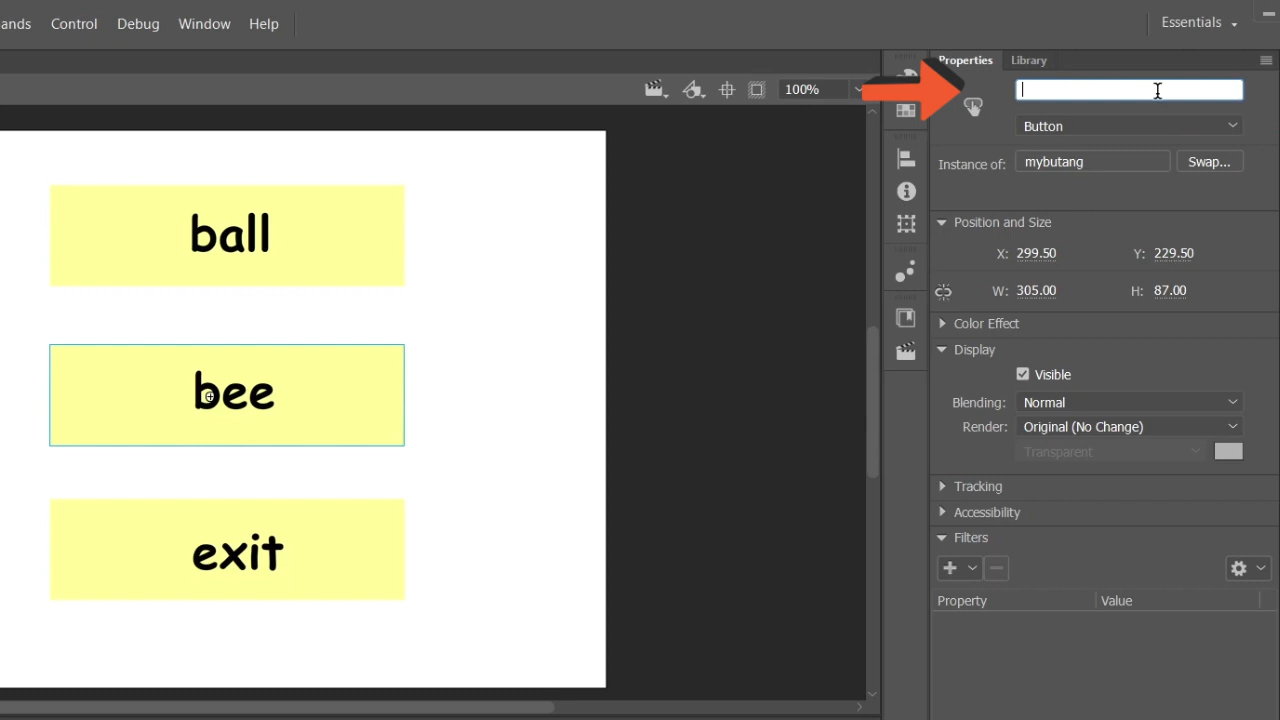 ands Control Debug Window Help
Essentials
Properties Library
100%
Button
Instance of: mybutang Swap...
Position and Size
X: 299.50 Y: 229.50
W: 305.00 H: 87.00
Color Effect
Display
Visible
Blending: Normal
Render: Original (No Change)
Transparent
Tracking
Accessibility
Filters
Property Value
ball
bee
exit